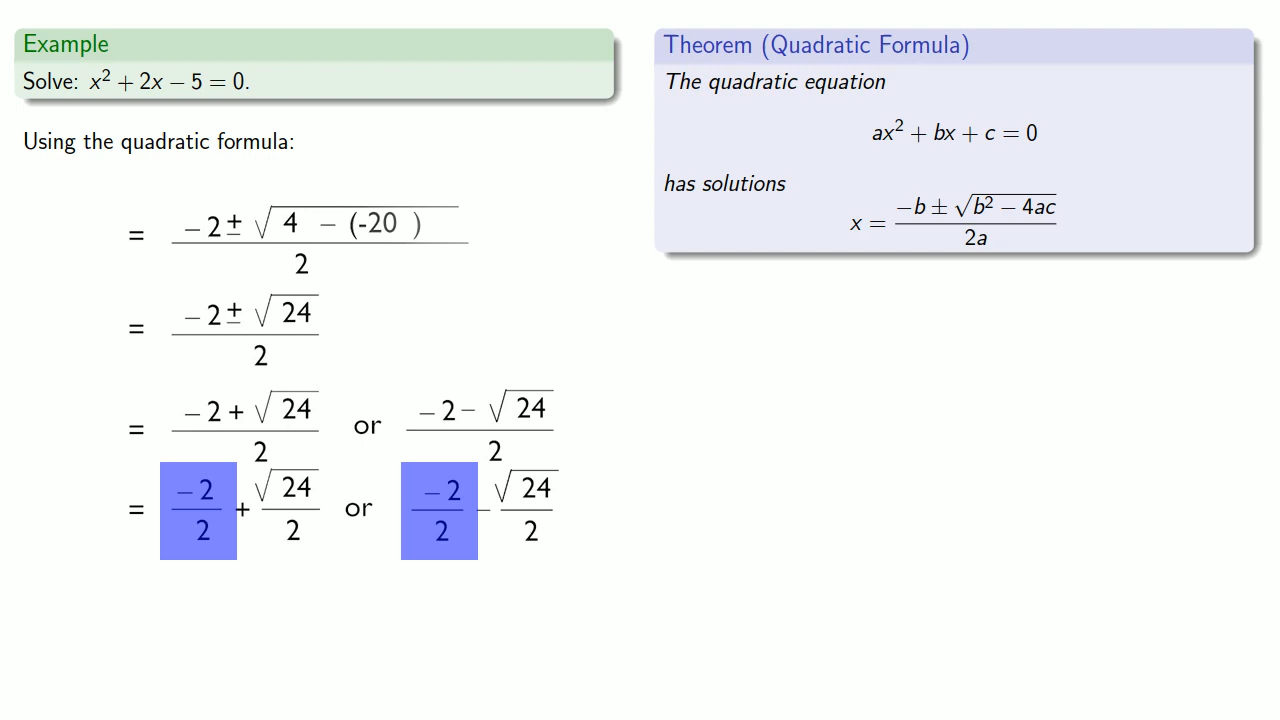 Example
Solve: x² + 2x − 5 = 0.
Using the quadratic formula:
= (−2 ± √(4 − (-20 ))) / 2
= (−2 ± √24) / 2
= (−2 + √24) / 2 or (−2 − √24) / 2
= −2/2 + √24/2 or −2/2 − √24/2
Theorem (Quadratic Formula)
The quadratic equation
ax² + bx + c = 0
has solutions
x = (−b ± √(b² − 4ac)) / 2a